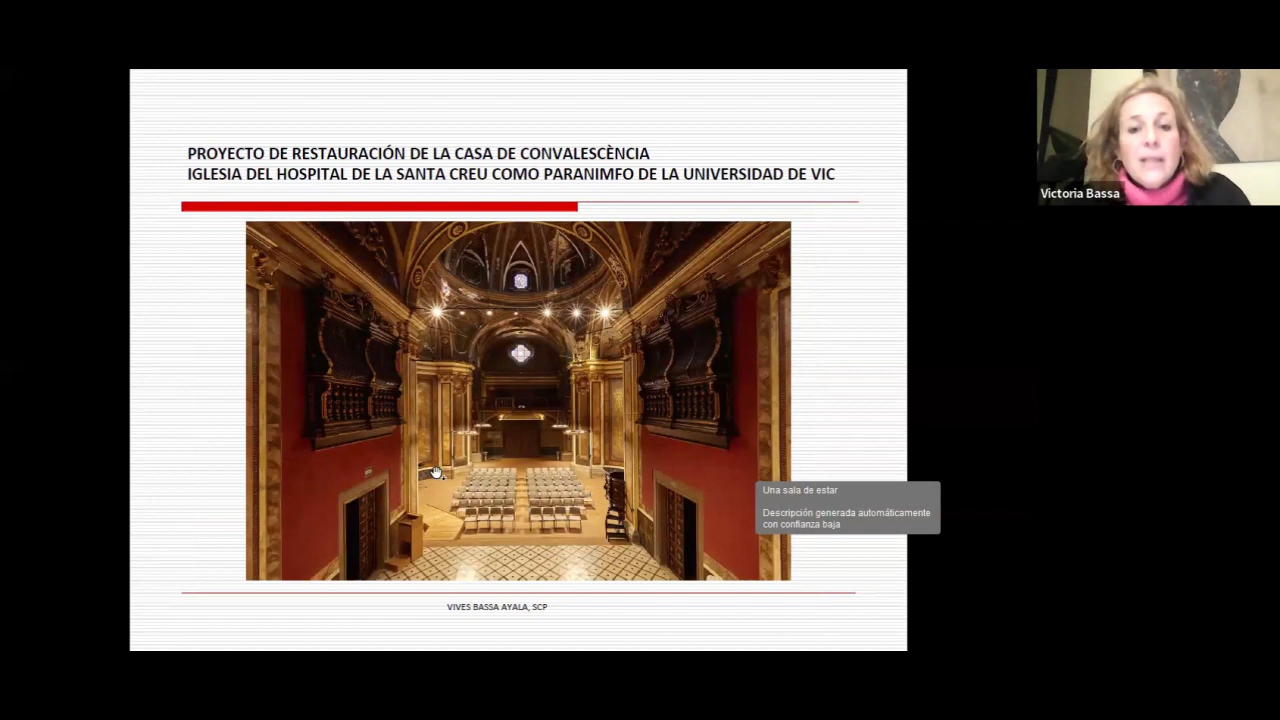 PROYECTO DE RESTAURACIÓN DE LA CASA DE CONVALESCÈNCIA
IGLESIA DEL HOSPITAL DE LA SANTA CREU COMO PARANIMFO DE LA UNIVERSIDAD DE VIC
Victoria Bassa
Una sala de estar
Descripción generada automáticamente
con confianza baja
VIVES BASSA AYALA, SCP